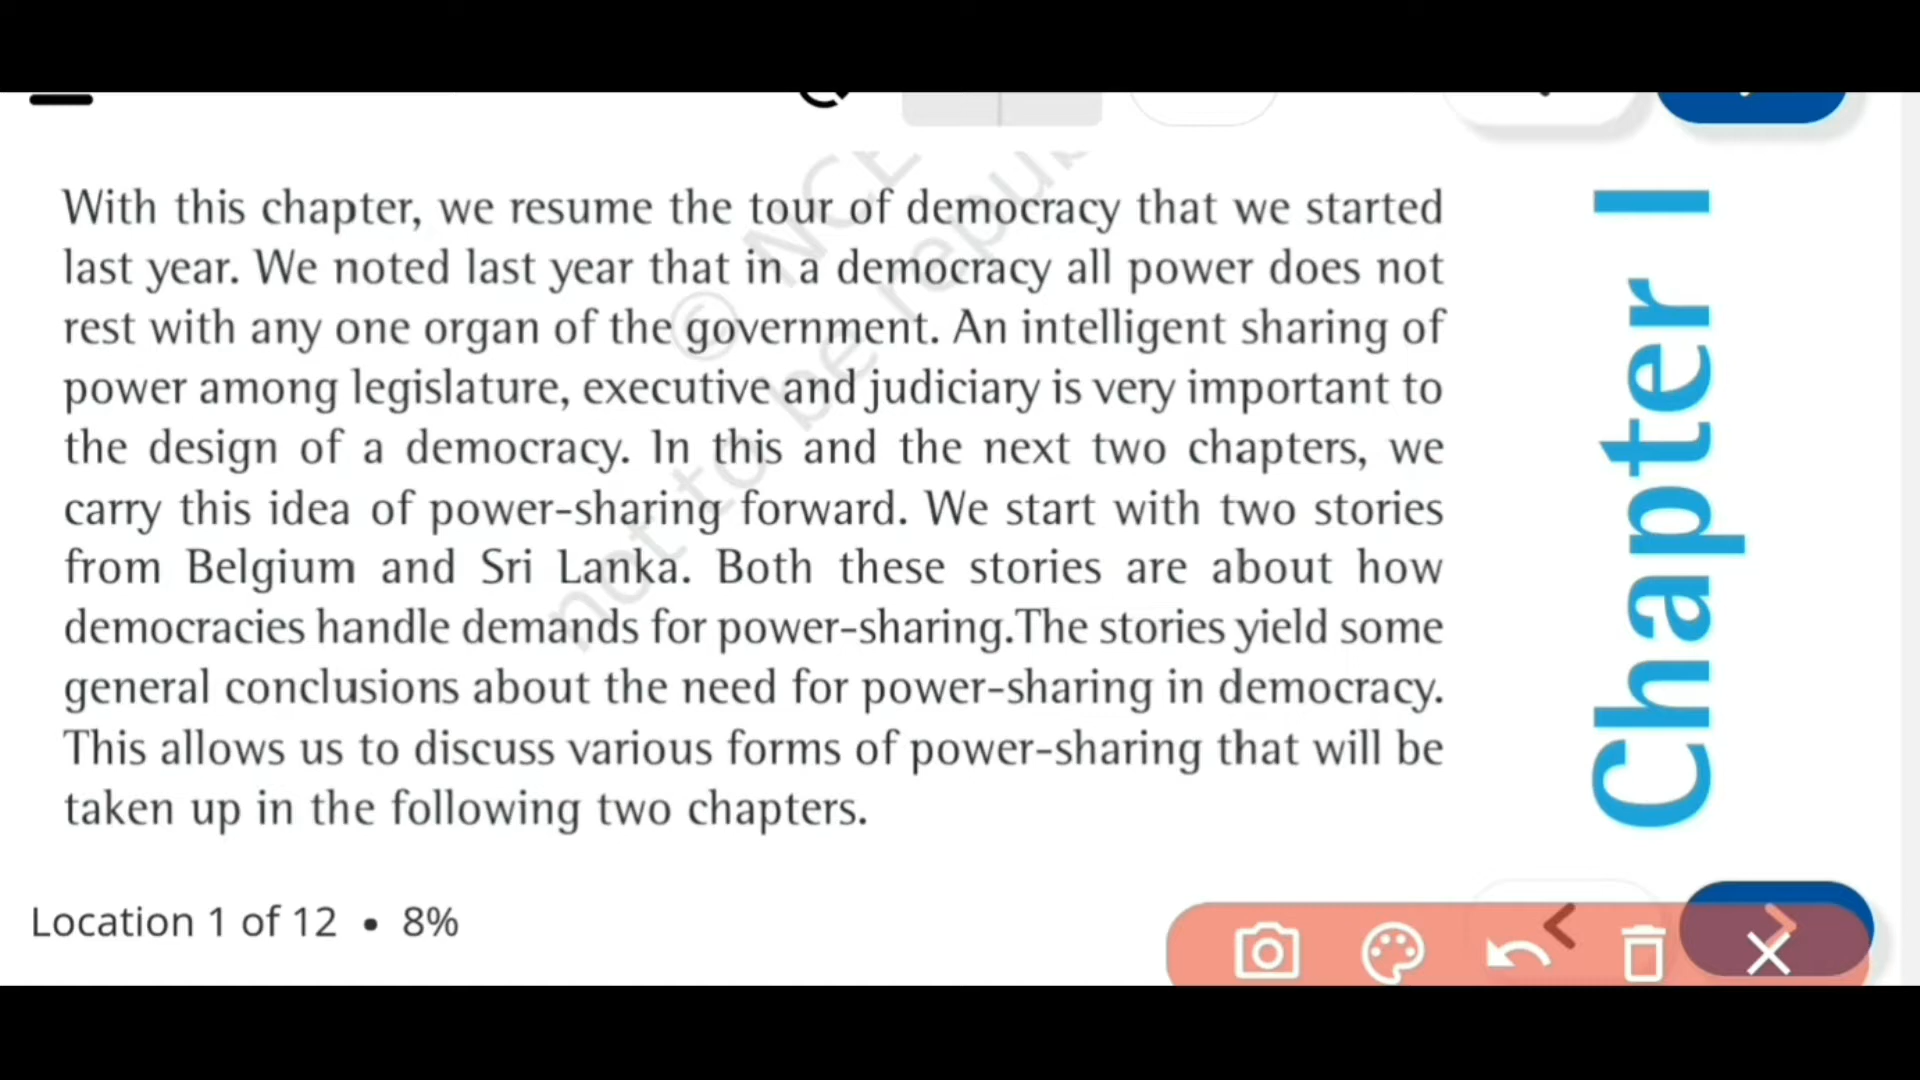 With this chapter, we resume the tour of democracy that we started
last year. We noted last year that in a democracy all power does not
rest with any one organ of the government. An intelligent sharing of
power among legislature, executive and judiciary is very important to
the design of a democracy. In this and the next two chapters, we
carry this idea of power-sharing forward. We start with two stories
from Belgium and Sri Lanka. Both these stories are about how
democracies handle demands for power-sharing.The stories yield some
general conclusions about the need for power-sharing in democracy.
This allows us to discuss various forms of power-sharing that will be
taken up in the following two chapters.
Chapter I
© NCE
not to be repu
Location 1 of 12 • 8%